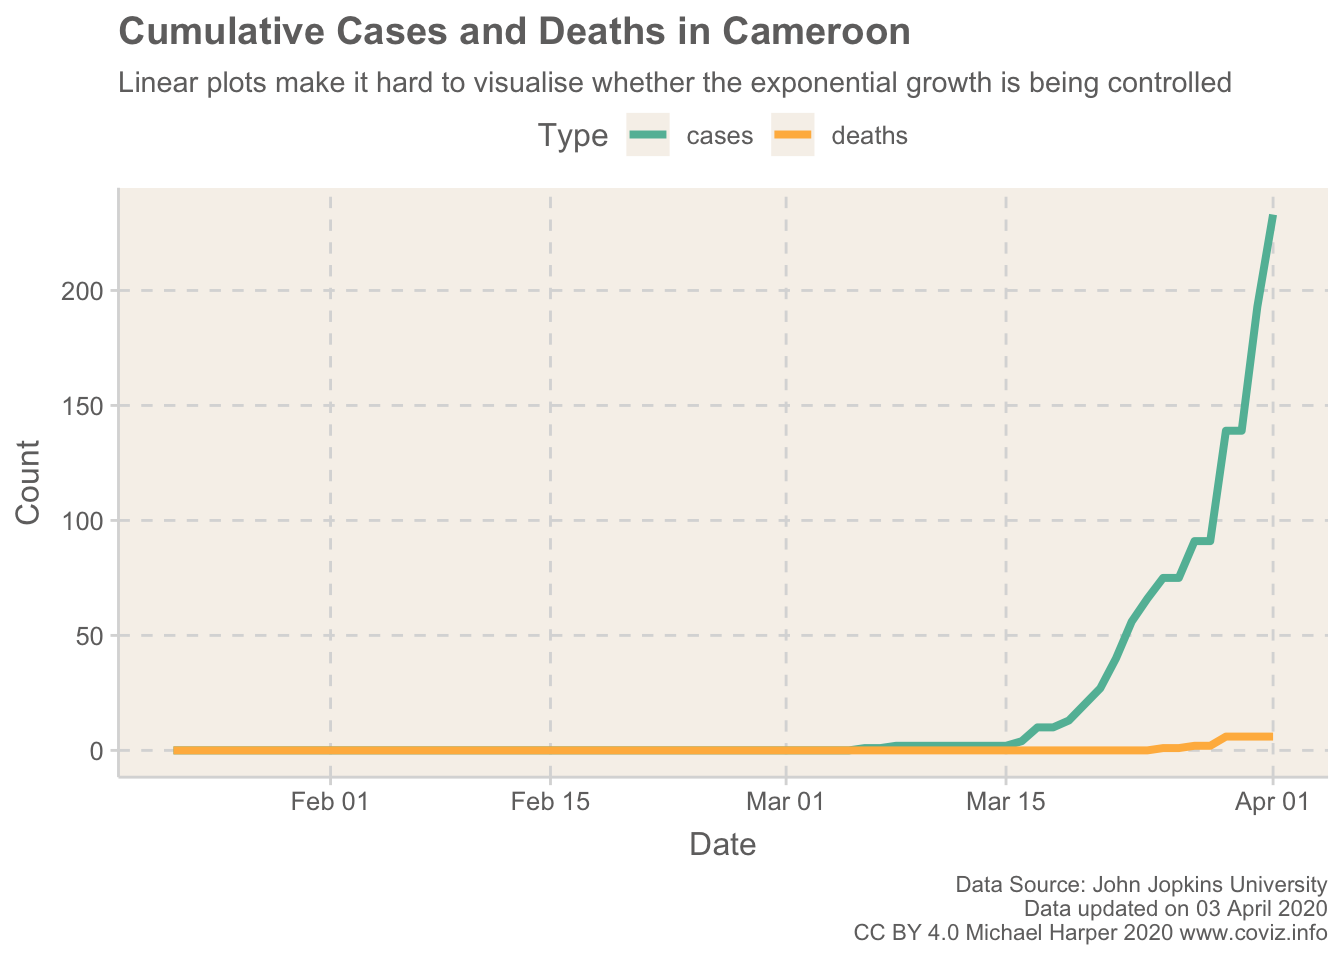 Cumulative Cases and Deaths in Cameroon
Linear plots make it hard to visualise whether the exponential growth is being controlled
Type cases deaths
Count
200
150
100
50
0
Feb 01 Feb 15 Mar 01 Mar 15 Apr 01
Date
Data Source: John Jopkins University
Data updated on 03 April 2020
CC BY 4.0 Michael Harper 2020 www.coviz.info